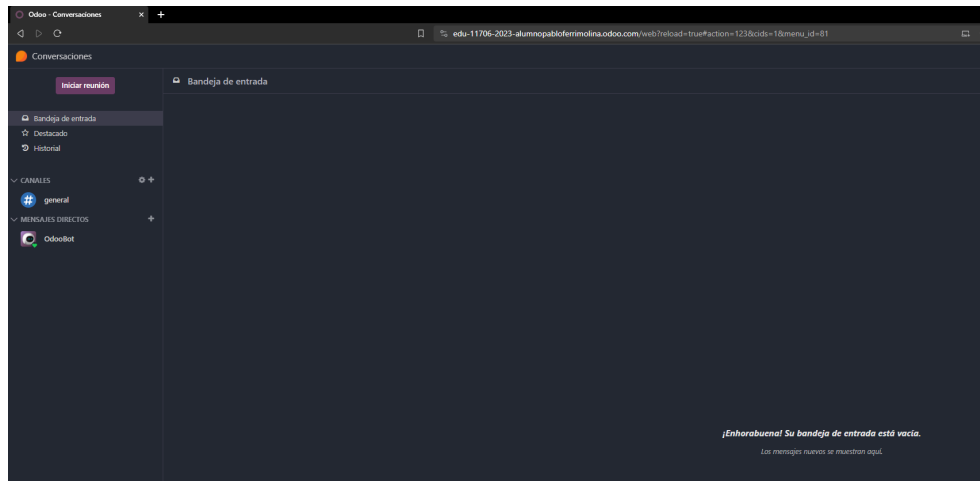 Odoo - Conversaciones
edu-11706-2023-alumnopabloferrimolina.odoo.com/web?reload=true#action=123&cids=1&menu_id=81
Conversaciones
Iniciar reunión
Bandeja de entrada
Bandeja de entrada
Destacado
Historial
CANALES
# general
MENSAJES DIRECTOS
OdooBot
¡Enhorabuena! Su bandeja de entrada está vacía.
Los mensajes nuevos se muestran aquí.